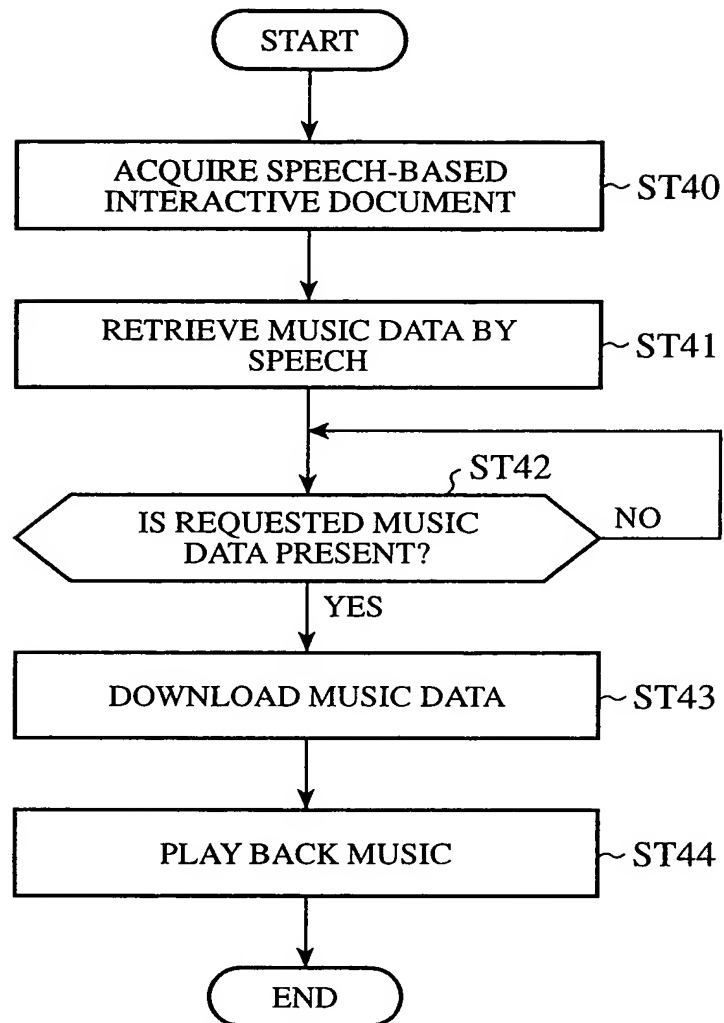 START
ACQUIRE SPEECH-BASED
INTERACTIVE DOCUMENT
ST40
RETRIEVE MUSIC DATA BY
SPEECH
ST41
ST42
IS REQUESTED MUSIC
DATA PRESENT?
NO
YES
DOWNLOAD MUSIC DATA
ST43
PLAY BACK MUSIC
ST44
END